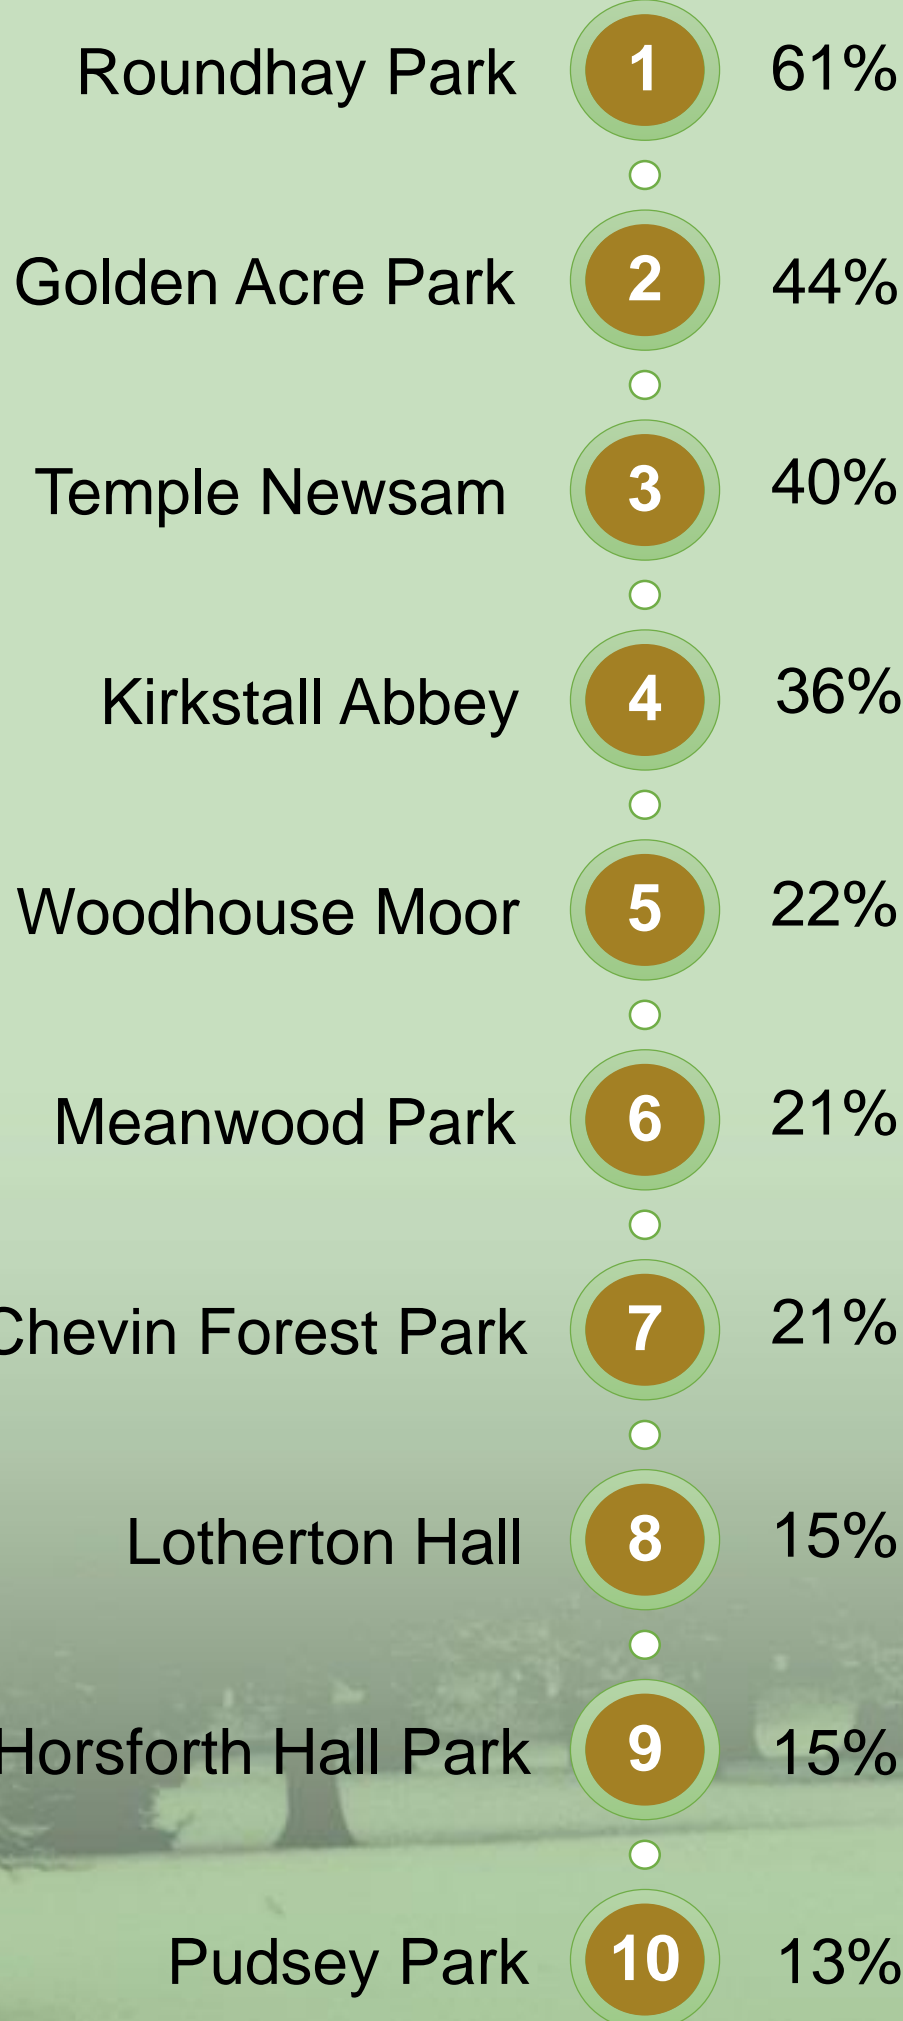 Roundhay Park 1 61%
Golden Acre Park 2 44%
Temple Newsam 3 40%
Kirkstall Abbey 4 36%
Woodhouse Moor 5 22%
Meanwood Park 6 21%
Chevin Forest Park 7 21%
Lotherton Hall 8 15%
Horsforth Hall Park 9 15%
Pudsey Park 10 13%